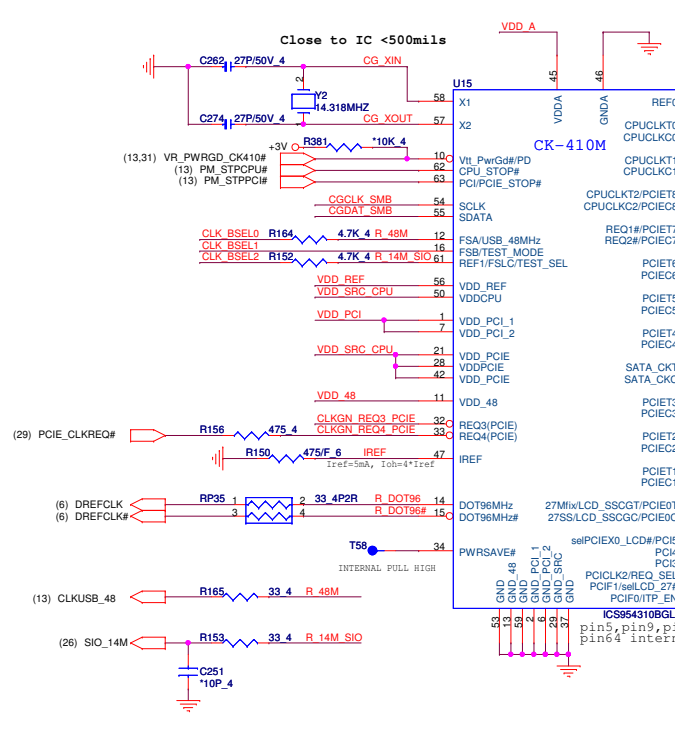 VDD_A
Close to IC <500mils
C262 27P/50V_4 CG_XIN
2
Y2
14.318MHZ
C274 27P/50V_4 CG_XOUT
+3V R381 *10K_4
(13,31) VR_PWRGD_CK410#
(13) PM_STPCPU#
(13) PM_STPPCI#
CGCLK_SMB
CGDAT_SMB
CLK_BSEL0 R164 4.7K_4 R_48M
CLK_BSEL1
CLK_BSEL2 R152 4.7K_4 R_14M_SIO
VDD_REF
VDD_SRC_CPU
VDD_PCI
VDD_SRC_CPU
VDD_48
CLKGN_REQ3_PCIE
(29) PCIE_CLKREQ# R156 475_4 CLKGN_REQ4_PCIE
R150 475/F_6 IREF
Iref=5mA, Ioh=4*Iref
(6) DREFCLK RP35 1 2 33_4P2R R_DOT96
(6) DREFCLK# 3 4 R_DOT96#
T58
INTERNAL PULL HIGH
(13) CLKUSB_48 R165 33_4 R_48M
(26) SIO_14M R153 33_4 R_14M_SIO
C251
*10P_4
U15
45 46
VDDA GNDA
CK-410M
58 X1
57 X2
10 Vtt_PwrGd#/PD
62 CPU_STOP#
63 PCI/PCIE_STOP#
54 SCLK
55 SDATA
12 FSA/USB_48MHz
16 FSB/TEST_MODE
61 REF1/FSLC/TEST_SEL
56 VDD_REF
50 VDDCPU
1 VDD_PCI_1
7 VDD_PCI_2
21 VDD_PCIE
28 VDDPCIE
42 VDD_PCIE
11 VDD_48
32 REQ3(PCIE)
33 REQ4(PCIE)
47 IREF
14 DOT96MHz
15 DOT96MHz#
34 PWRSAVE#
REF0
CPUCLKT0
CPUCLKC0
CPUCLKT1
CPUCLKC1
CPUCLKT2/PCIET8
CPUCLKC2/PCIEC8
REQ1#/PCIET7
REQ2#/PCIEC7
PCIET6
PCIEC6
PCIET5
PCIEC5
PCIET4
PCIEC4
SATA_CKT
SATA_CKC
PCIET3
PCIEC3
PCIET2
PCIEC2
PCIET1
PCIEC1
27Mfix/LCD_SSCGT/PCIE0T
27SS/LCD_SSCGC/PCIE0C
selPCIEX0_LCD#/PCI5
PCI4
PCI3
PCICLK2/REQ_SEL
PCIF1/selLCD_27#
PCIF0/ITP_EN
GND GND_48 GND GND_PCI_1 GND_PCI_2 GND_SRC GND
53 13 59 2 6 29 37
ICS954310BGL
pin5,pin9,pi
pin64 intern